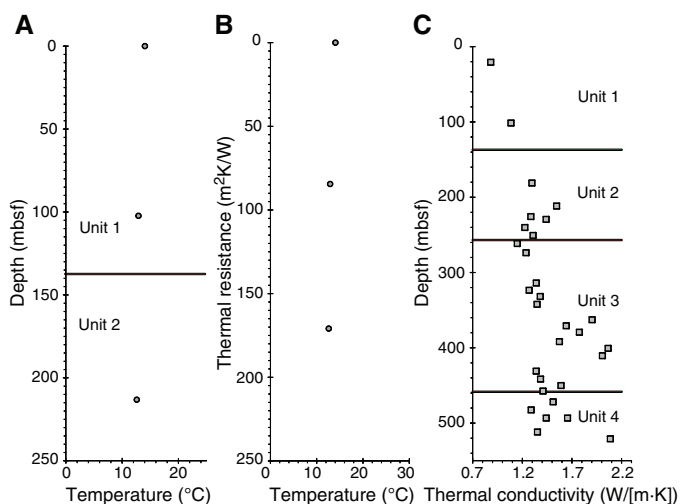 A
0
50
100
150
200
250
Depth (mbsf)
Unit 1
Unit 2
0 10 20
Temperature (°C)
B
0
50
100
150
200
250
Thermal resistance (m²K/W)
0 10 20 30
Temperature (°C)
C
0
100
200
300
400
500
Depth (mbsf)
Unit 1
Unit 2
Unit 3
Unit 4
0.7 1.2 1.7 2.2
Thermal conductivity (W/[m·K])